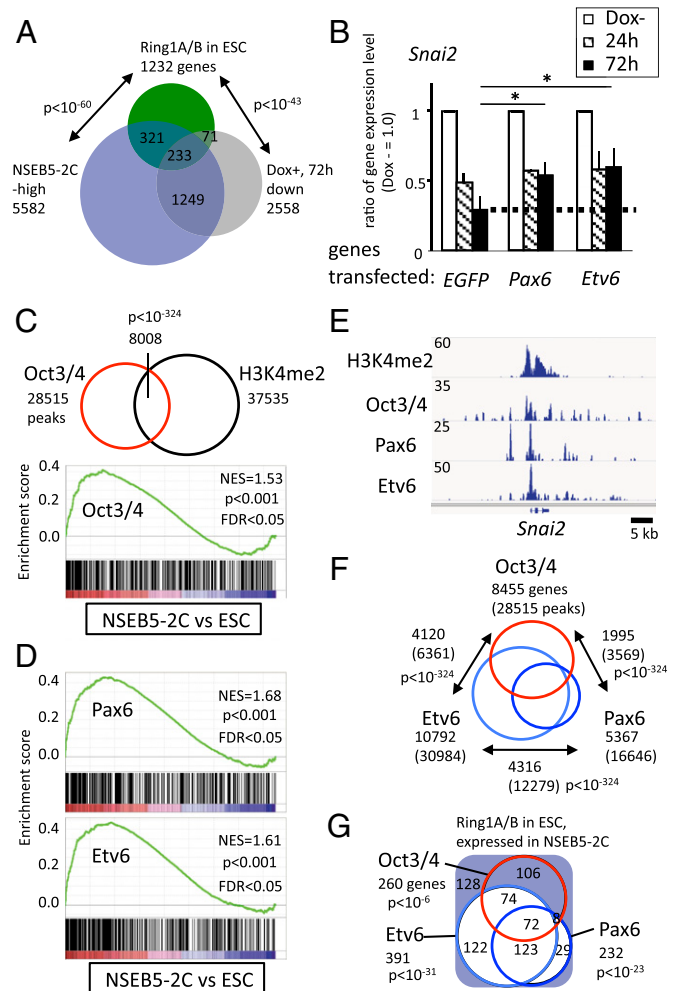 A
Ring1A/B in ESC
1232 genes
p<10-60
p<10-43
321
71
233
NSEB5-2C
-high
5582
Dox+, 72h
down
2558
1249
B
Snai2
Dox-
24h
72h
*
*
ratio of gene expression level
(Dox - = 1.0)
1
0.5
0
genes
transfected:
EGFP
Pax6
Etv6
C
p<10-324
8008
Oct3/4
28515
peaks
H3K4me2
37535
Enrichment score
0.4
0.2
0.0
Oct3/4
NES=1.53
p<0.001
FDR<0.05
NSEB5-2C vs ESC
D
Enrichment score
0.4
0.2
0.0
Pax6
NES=1.68
p<0.001
FDR<0.05
0.4
0.2
0.0
Etv6
NES=1.61
p<0.001
FDR<0.05
NSEB5-2C vs ESC
E
H3K4me2
60
Oct3/4
35
Pax6
25
Etv6
50
Snai2
5 kb
F
Oct3/4
8455 genes
(28515 peaks)
4120
(6361)
p<10-324
1995
(3569)
p<10-324
Etv6
10792
(30984)
Pax6
5367
(16646)
4316
(12279)
p<10-324
G
Ring1A/B in ESC,
expressed in NSEB5-2C
Oct3/4
260 genes
p<10-6
128
106
74
72
8
Etv6
391
p<10-31
122
123
29
Pax6
232
p<10-23